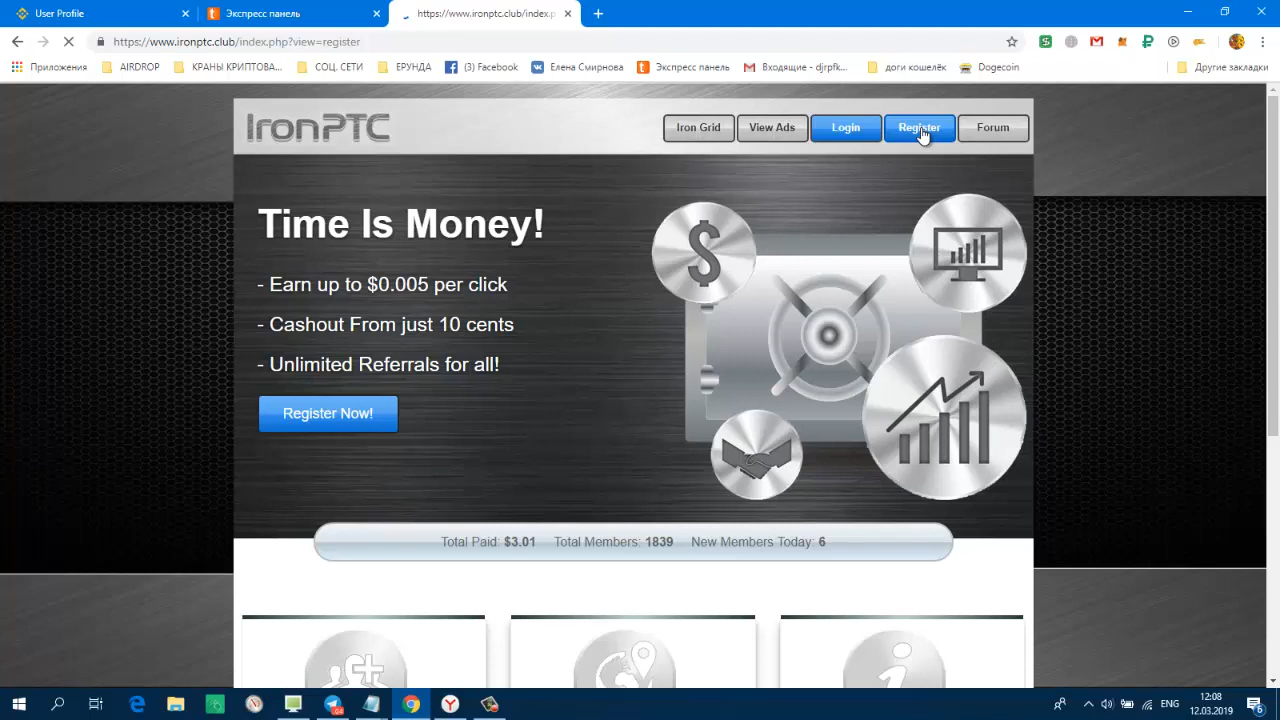 User Profile
Экспресс панель
https://www.ironptc.club/index.p
https://www.ironptc.club/index.php?view=register
Приложения
AIRDROP
КРАНЫ КРИПТОВА...
СОЦ. СЕТИ
ЕРУНДА
(3) Facebook
Елена Смирнова
Экспресс панель
Входящие - djrpfk...
доги кошелёк
Dogecoin
Другие закладки
IronPTC
Iron Grid
View Ads
Login
Register
Forum
Time Is Money!
- Earn up to $0.005 per click
- Cashout From just 10 cents
- Unlimited Referrals for all!
Register Now!
Total Paid: $3.01 Total Members: 1839 New Members Today: 6
ENG
12:08
12.03.2019